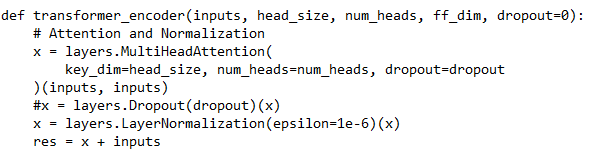 def transformer_encoder(inputs, head_size, num_heads, ff_dim, dropout=0):
    # Attention and Normalization
    x = layers.MultiHeadAttention(
        key_dim=head_size, num_heads=num_heads, dropout=dropout
    )(inputs, inputs)
    #x = layers.Dropout(dropout)(x)
    x = layers.LayerNormalization(epsilon=1e-6)(x)
    res = x + inputs